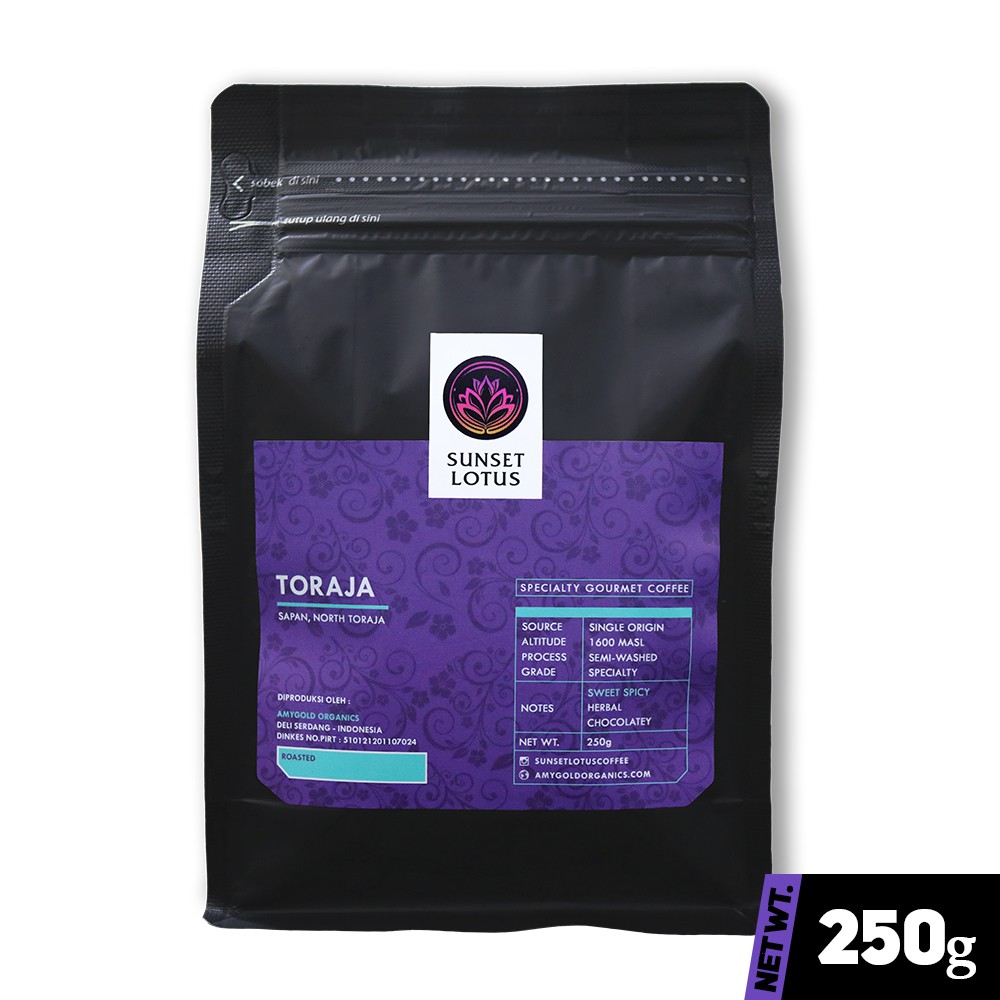 sobek di sini
tutup ulang di sini
SUNSET
LOTUS
TORAJA
SAPAN, NORTH TORAJA
DIPRODUKSI OLEH :
AMYGOLD ORGANICS
DELI SERDANG - INDONESIA
DINKES NO.PIRT : 510121201107024
ROASTED
SPECIALTY GOURMET COFFEE
SOURCE SINGLE ORIGIN
ALTITUDE 1600 MASL
PROCESS SEMI-WASHED
GRADE SPECIALTY
NOTES SWEET SPICY
HERBAL
CHOCOLATEY
NET WT. 250g
SUNSETLOTUSCOFFEE
AMYGOLDORGANICS.COM
NET WT. 250g